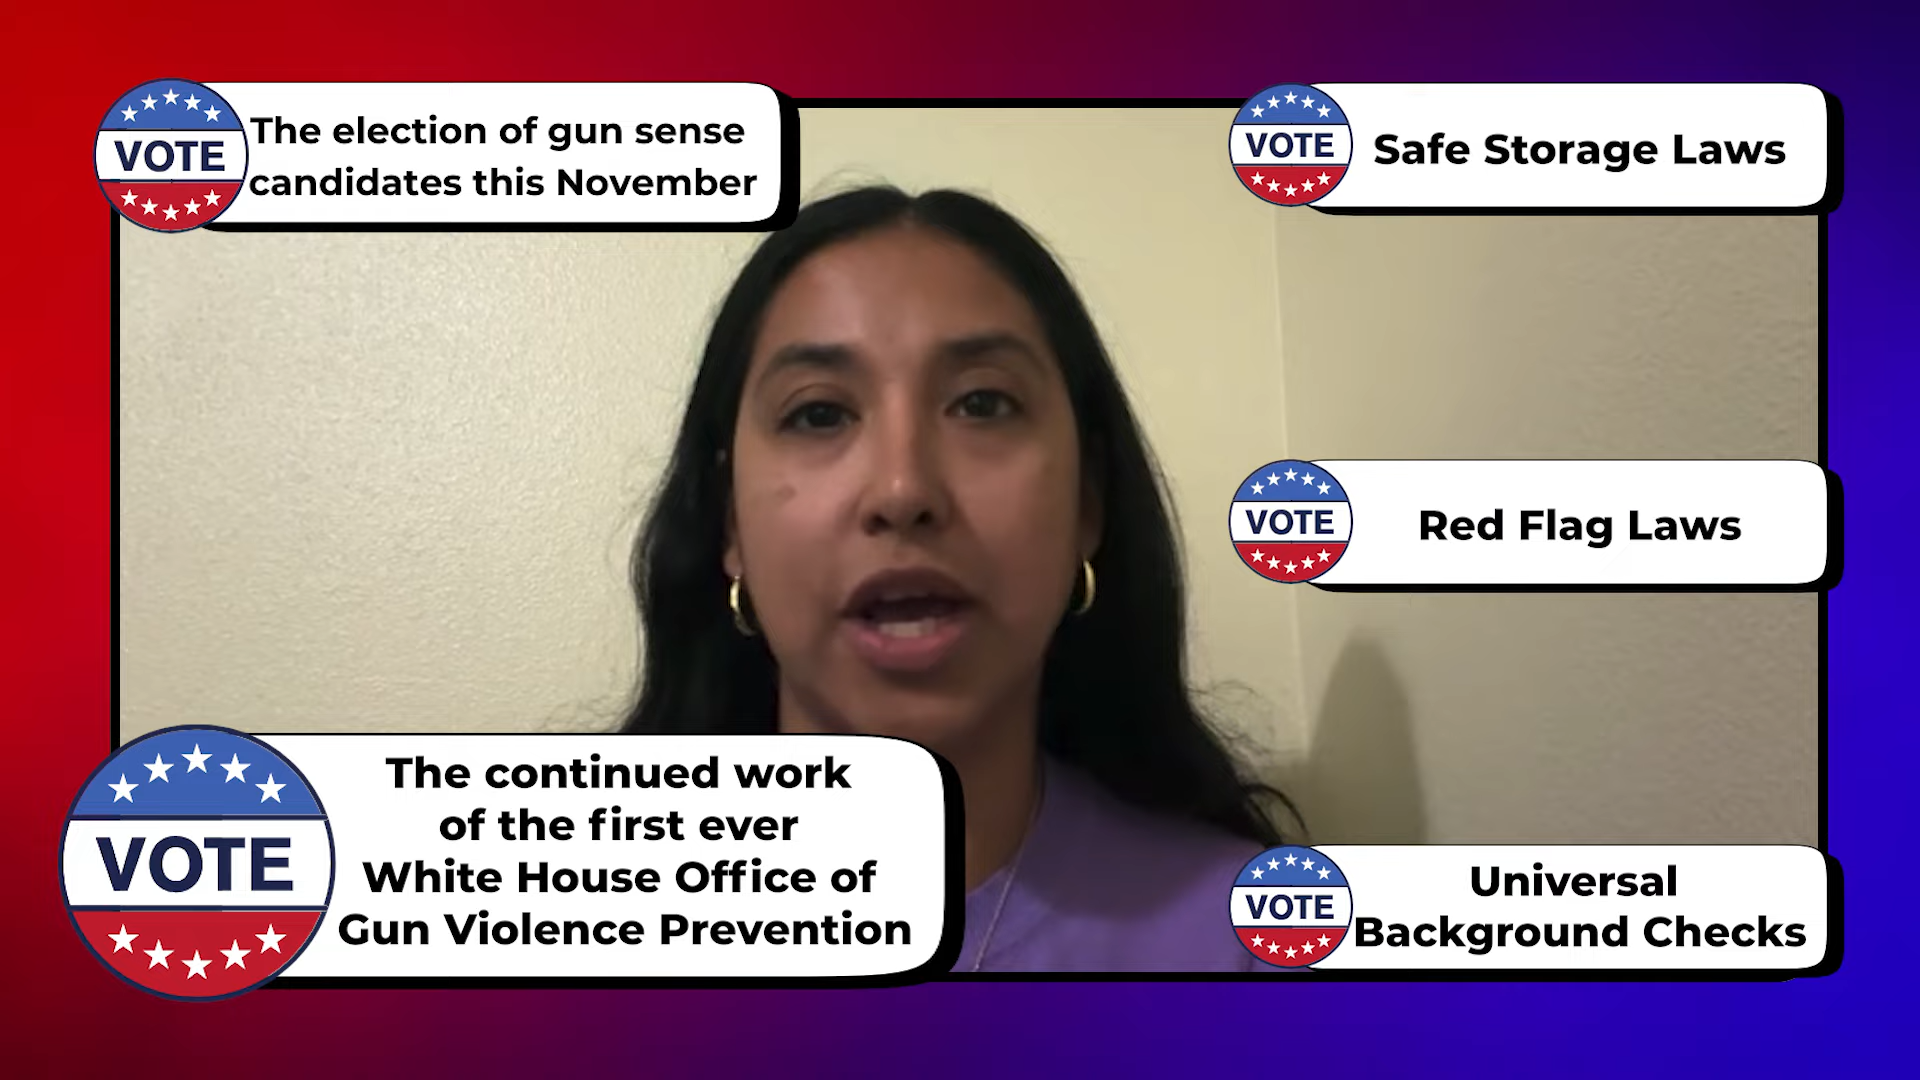 VOTE
The election of gun sense
candidates this November
VOTE
Safe Storage Laws
VOTE
Red Flag Laws
VOTE
The continued work
of the first ever
White House Office of
Gun Violence Prevention
VOTE
Universal
Background Checks